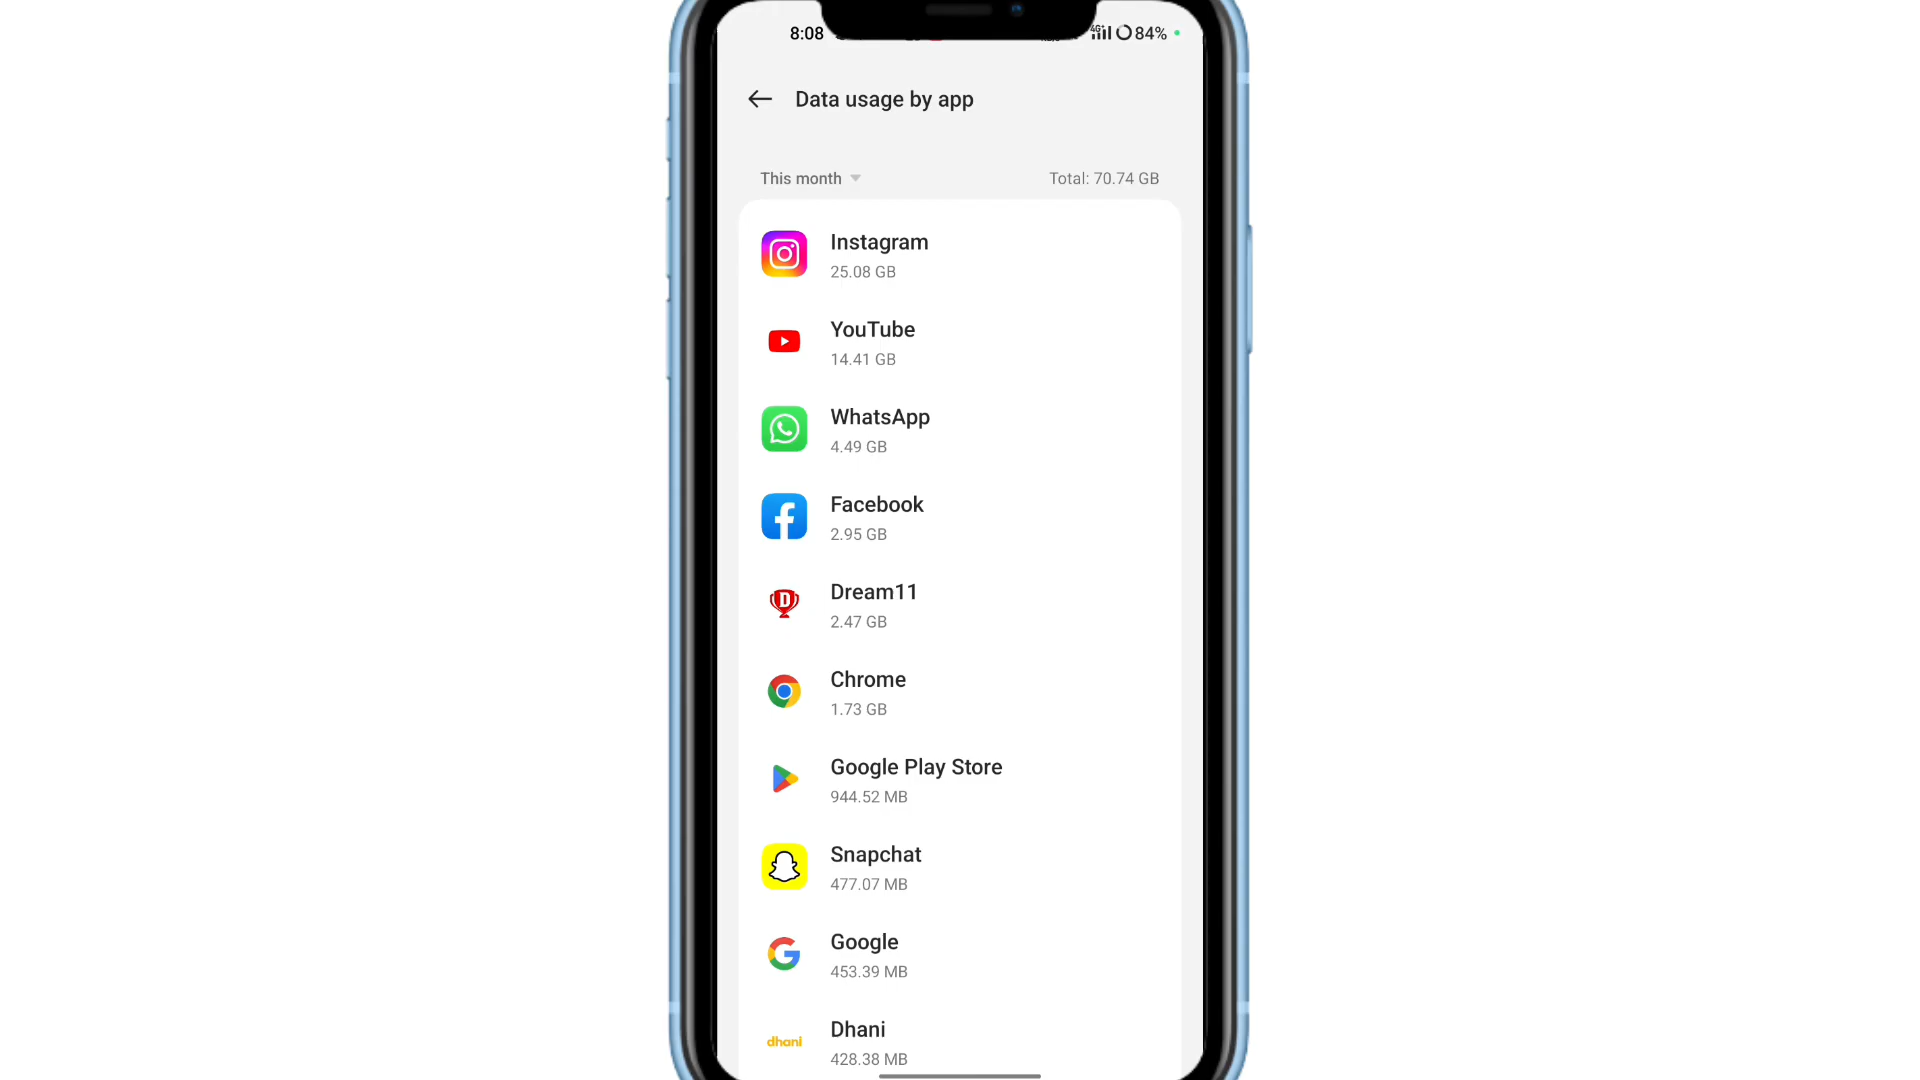 8:08 4G+ 84%
Data usage by app
This month Total: 70.74 GB
Instagram
25.08 GB
YouTube
14.41 GB
WhatsApp
4.49 GB
Facebook
2.95 GB
D
Dream11
2.47 GB
Chrome
1.73 GB
Google Play Store
944.52 MB
Snapchat
477.07 MB
Google
453.39 MB
dhani
Dhani
428.38 MB